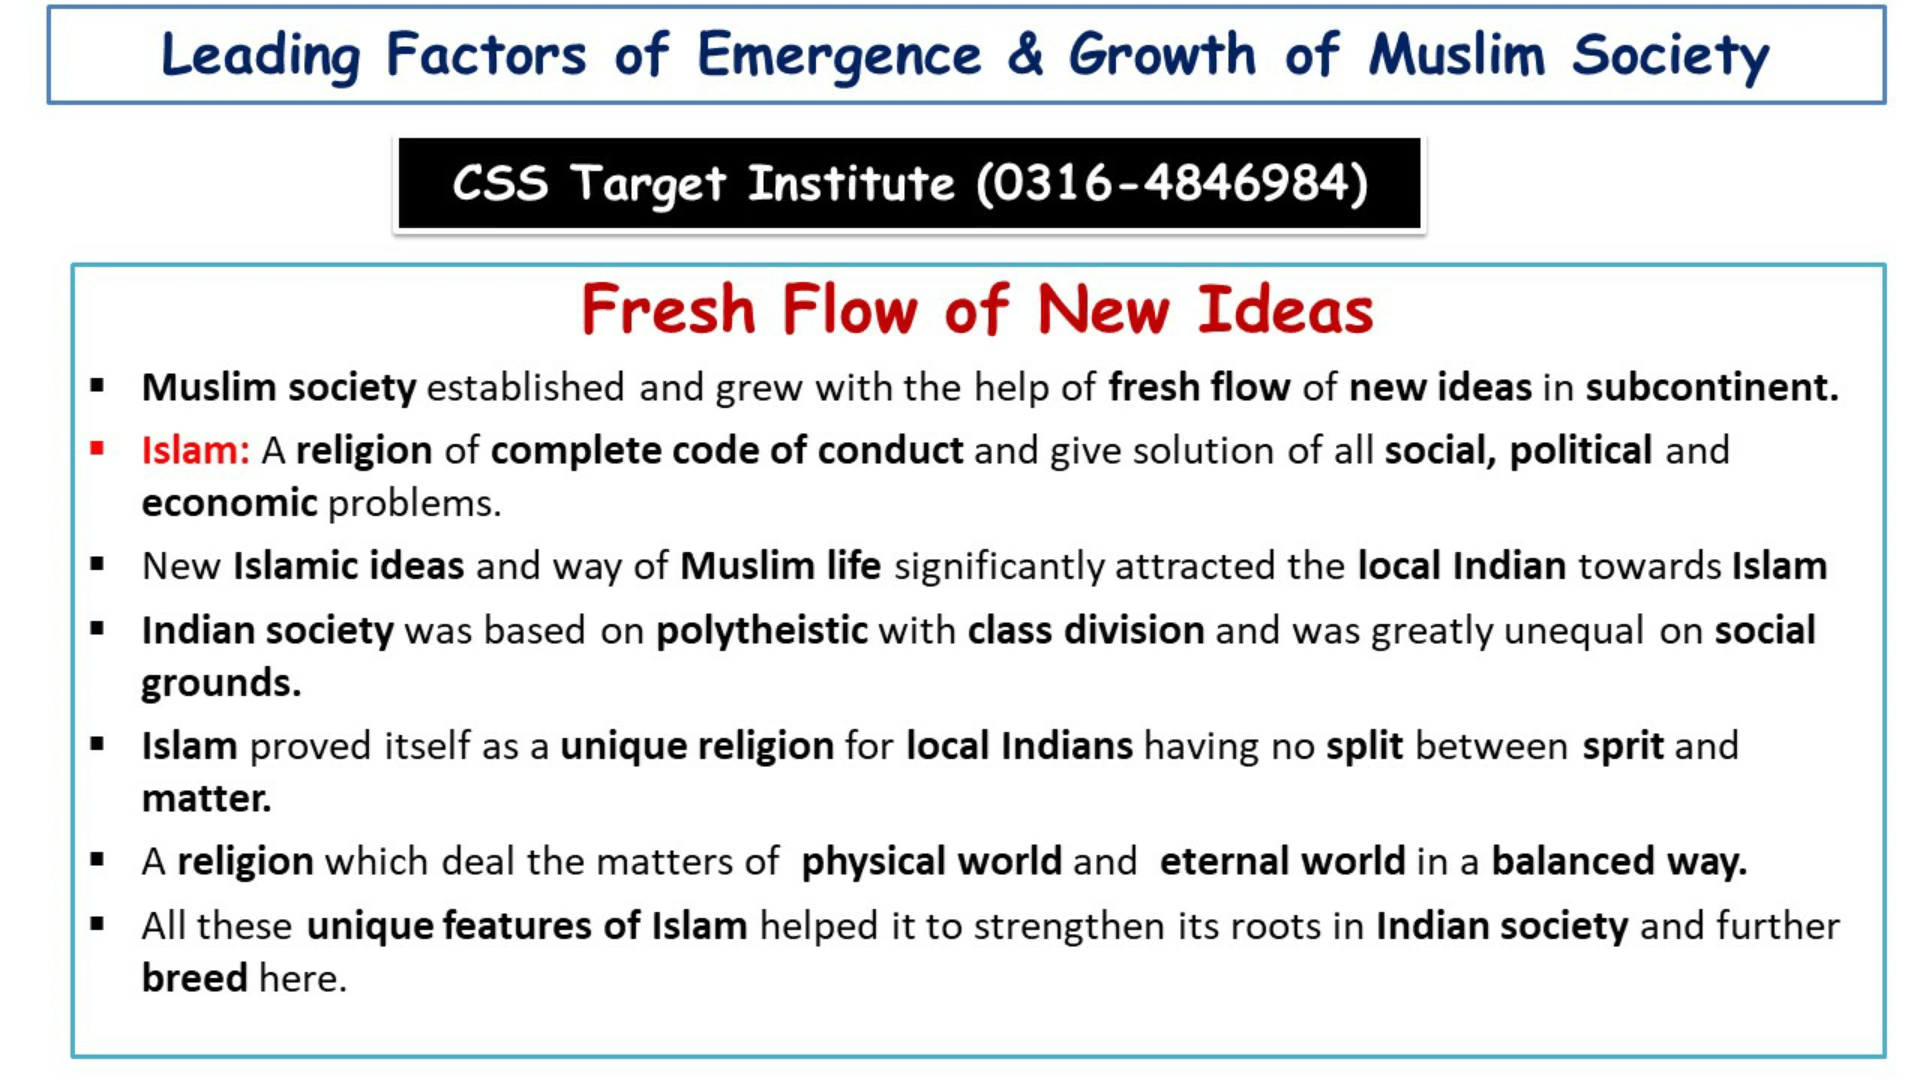 Leading Factors of Emergence & Growth of Muslim Society
CSS Target Institute (0316-4846984)
Fresh Flow of New Ideas
▪ Muslim society established and grew with the help of fresh flow of new ideas in subcontinent.
▪ Islam: A religion of complete code of conduct and give solution of all social, political and
economic problems.
▪ New Islamic ideas and way of Muslim life significantly attracted the local Indian towards Islam
▪ Indian society was based on polytheistic with class division and was greatly unequal on social
grounds.
▪ Islam proved itself as a unique religion for local Indians having no split between sprit and
matter.
▪ A religion which deal the matters of physical world and eternal world in a balanced way.
▪ All these unique features of Islam helped it to strengthen its roots in Indian society and further
breed here.